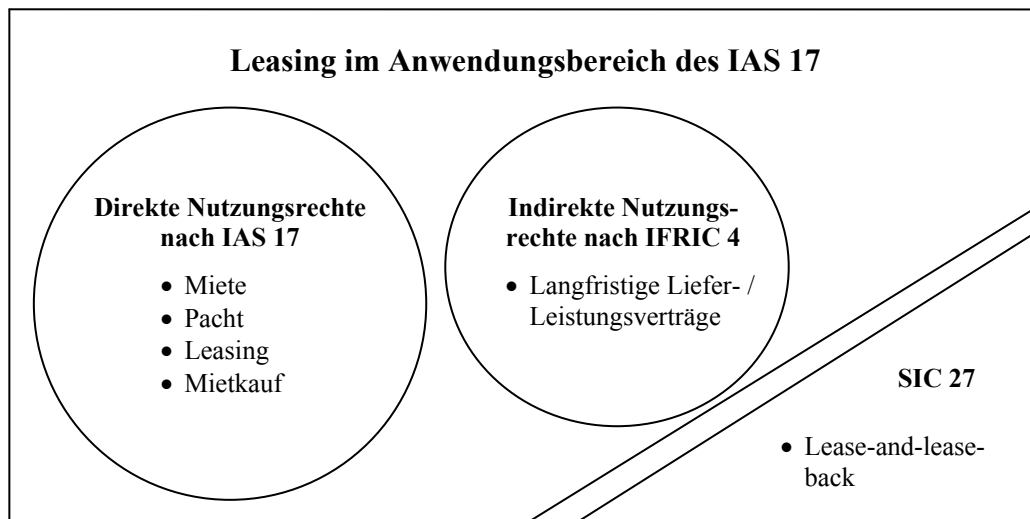 Leasing im Anwendungsbereich des IAS 17
Direkte Nutzungsrechte
nach IAS 17
• Miete
• Pacht
• Leasing
• Mietkauf
Indirekte Nutzungs-
rechte nach IFRIC 4
• Langfristige Liefer- /
Leistungsverträge
SIC 27
• Lease-and-lease-
back